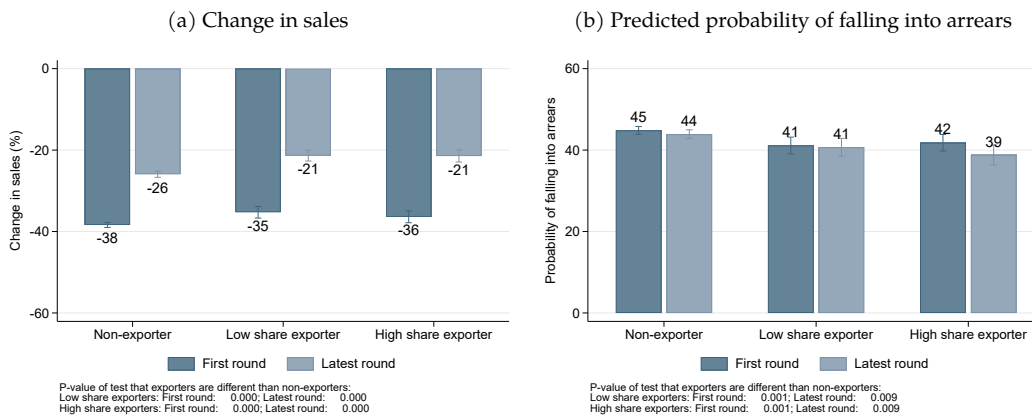 (a) Change in sales
0
-20
-40
-60
Change in sales (%)
-38
-26
-35
-21
-36
-21
Non-exporter
Low share exporter
High share exporter
First round
Latest round
P-value of test that exporters are different than non-exporters:
Low share exporters: First round: 0.000; Latest round: 0.000
High share exporters: First round: 0.000; Latest round: 0.000
(b) Predicted probability of falling into arrears
60
40
20
0
Probability of falling into arrears
45
44
41
41
42
39
Non-exporter
Low share exporter
High share exporter
First round
Latest round
P-value of test that exporters are different than non-exporters:
Low share exporters: First round: 0.001; Latest round: 0.009
High share exporters: First round: 0.001; Latest round: 0.009